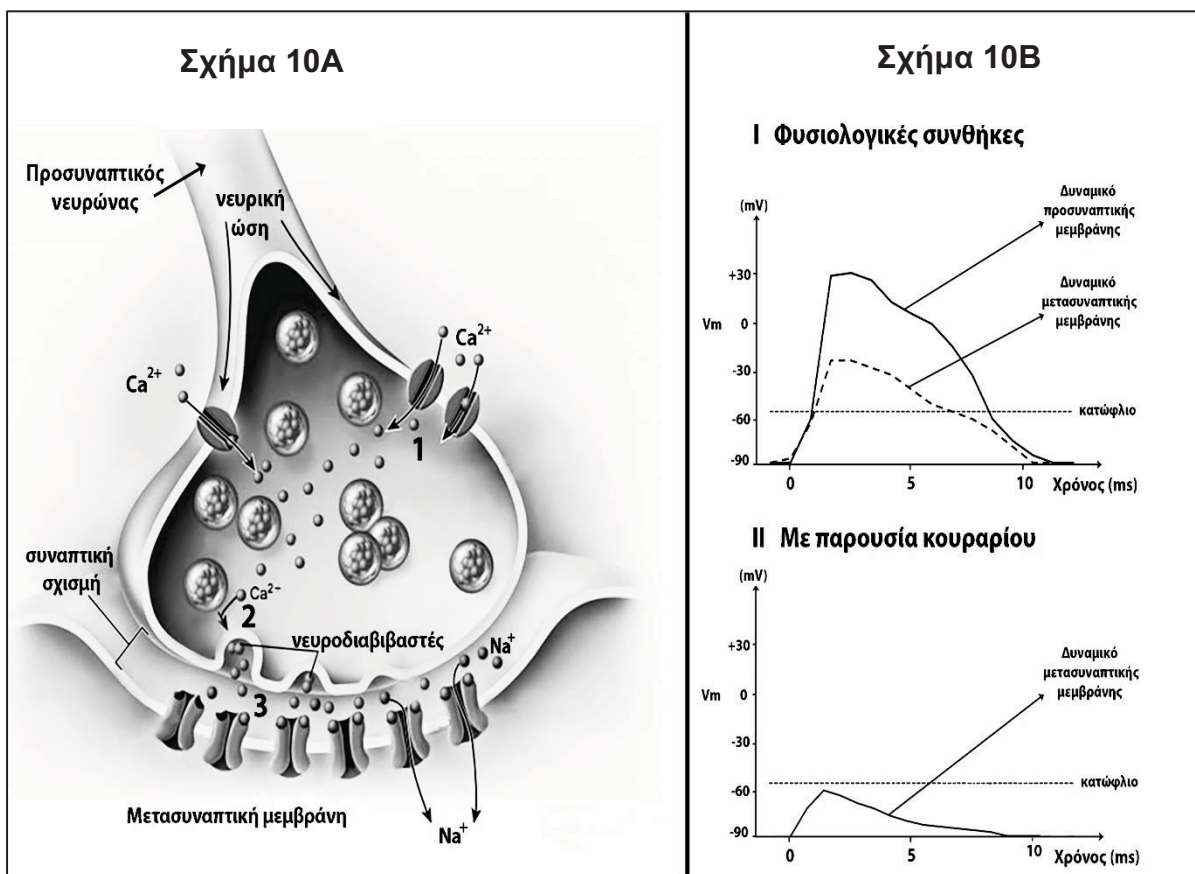 Σχήμα 10Α
Προσυναπτικός
νευρώνας
νευρική
ώση
Ca2+
Ca2+
1
συναπτική
σχισμή
Ca2−
2
νευροδιαβιβαστές
Na+
3
Μετασυναπτική μεμβράνη
Na+
Σχήμα 10Β
I Φυσιολογικές συνθήκες
(mV)
Δυναμικό
προσυναπτικής
μεμβράνης
+30
Δυναμικό
μετασυναπτικής
μεμβράνης
Vm
0
-30
-60
κατώφλιο
-90
0
5
10
Χρόνος (ms)
II Με παρουσία κουραρίου
(mV)
+30
Δυναμικό
μετασυναπτικής
μεμβράνης
Vm
0
-30
κατώφλιο
-60
-90
0
5
10
Χρόνος (ms)